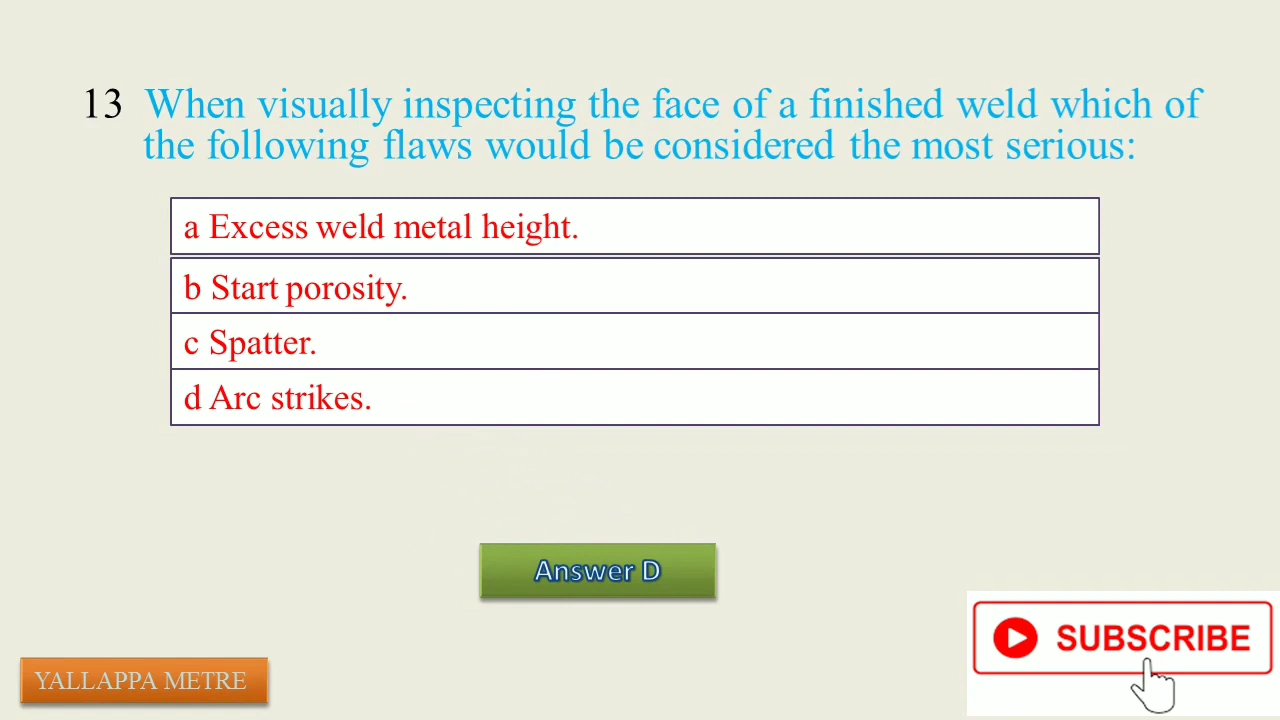 13 When visually inspecting the face of a finished weld which of
the following flaws would be considered the most serious:
a Excess weld metal height.
b Start porosity.
c Spatter.
d Arc strikes.
Answer D
SUBSCRIBE
YALLAPPA METRE